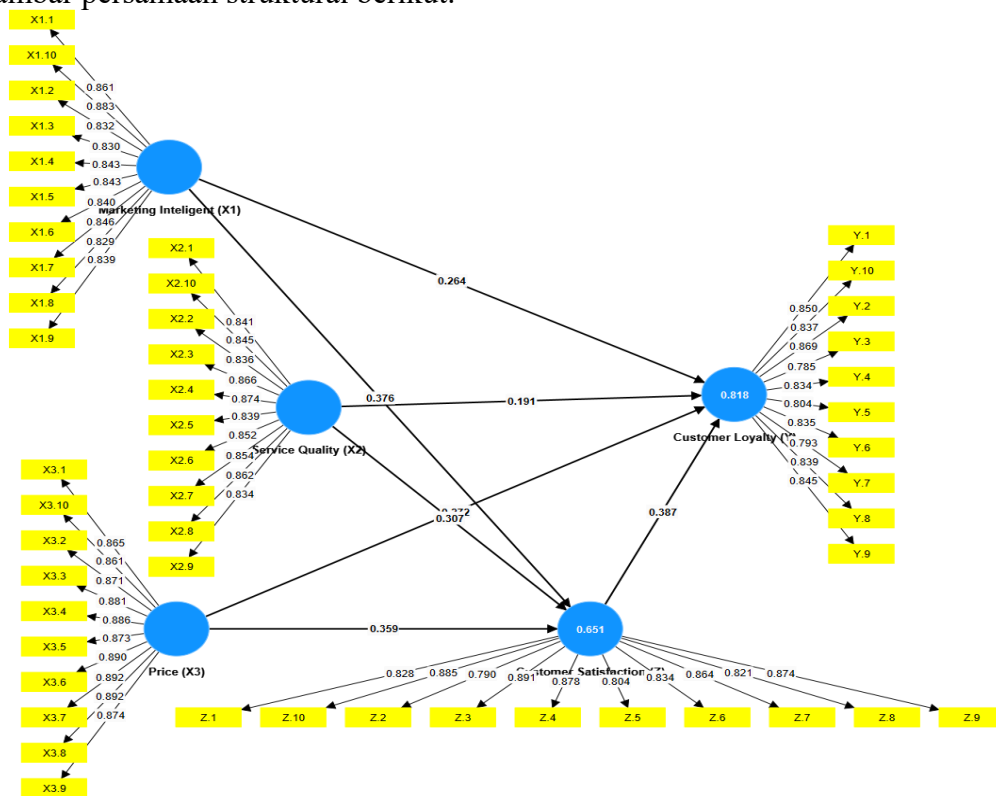 ambar persamaan struktural berikut:
X1.1
X1.10
X1.2
X1.3
X1.4
X1.5
X1.6
X1.7
X1.8
X1.9
0.861
0.883
0.832
0.830
0.843
0.843
0.840
0.846
0.829
0.839
Marketing Inteligent (X1)
X2.1
X2.10
X2.2
X2.3
X2.4
X2.5
X2.6
X2.7
X2.8
X2.9
0.841
0.845
0.836
0.866
0.874
0.839
0.852
0.854
0.862
0.834
Service Quality (X2)
X3.1
X3.10
X3.2
X3.3
X3.4
X3.5
X3.6
X3.7
X3.8
X3.9
0.865
0.861
0.871
0.881
0.886
0.873
0.890
0.892
0.892
0.874
Price (X3)
0.264
0.376
0.191
0.307
0.359
0.387
0.818
Customer Loyalty (Y)
Y.1
Y.10
Y.2
Y.3
Y.4
Y.5
Y.6
Y.7
Y.8
Y.9
0.850
0.837
0.869
0.785
0.834
0.804
0.835
0.793
0.839
0.845
0.651
Customer Satisfaction (Z)
0.828
0.885
0.790
0.891
0.878
0.804
0.834
0.864
0.821
0.874
Z.1
Z.10
Z.2
Z.3
Z.4
Z.5
Z.6
Z.7
Z.8
Z.9